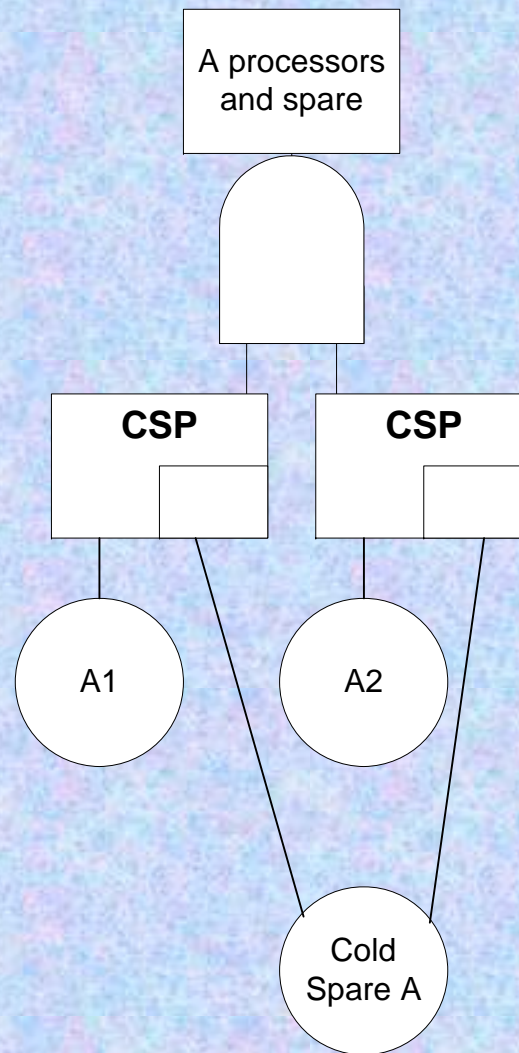 A processors
and spare
CSP
CSP
A1
A2
Cold
Spare A